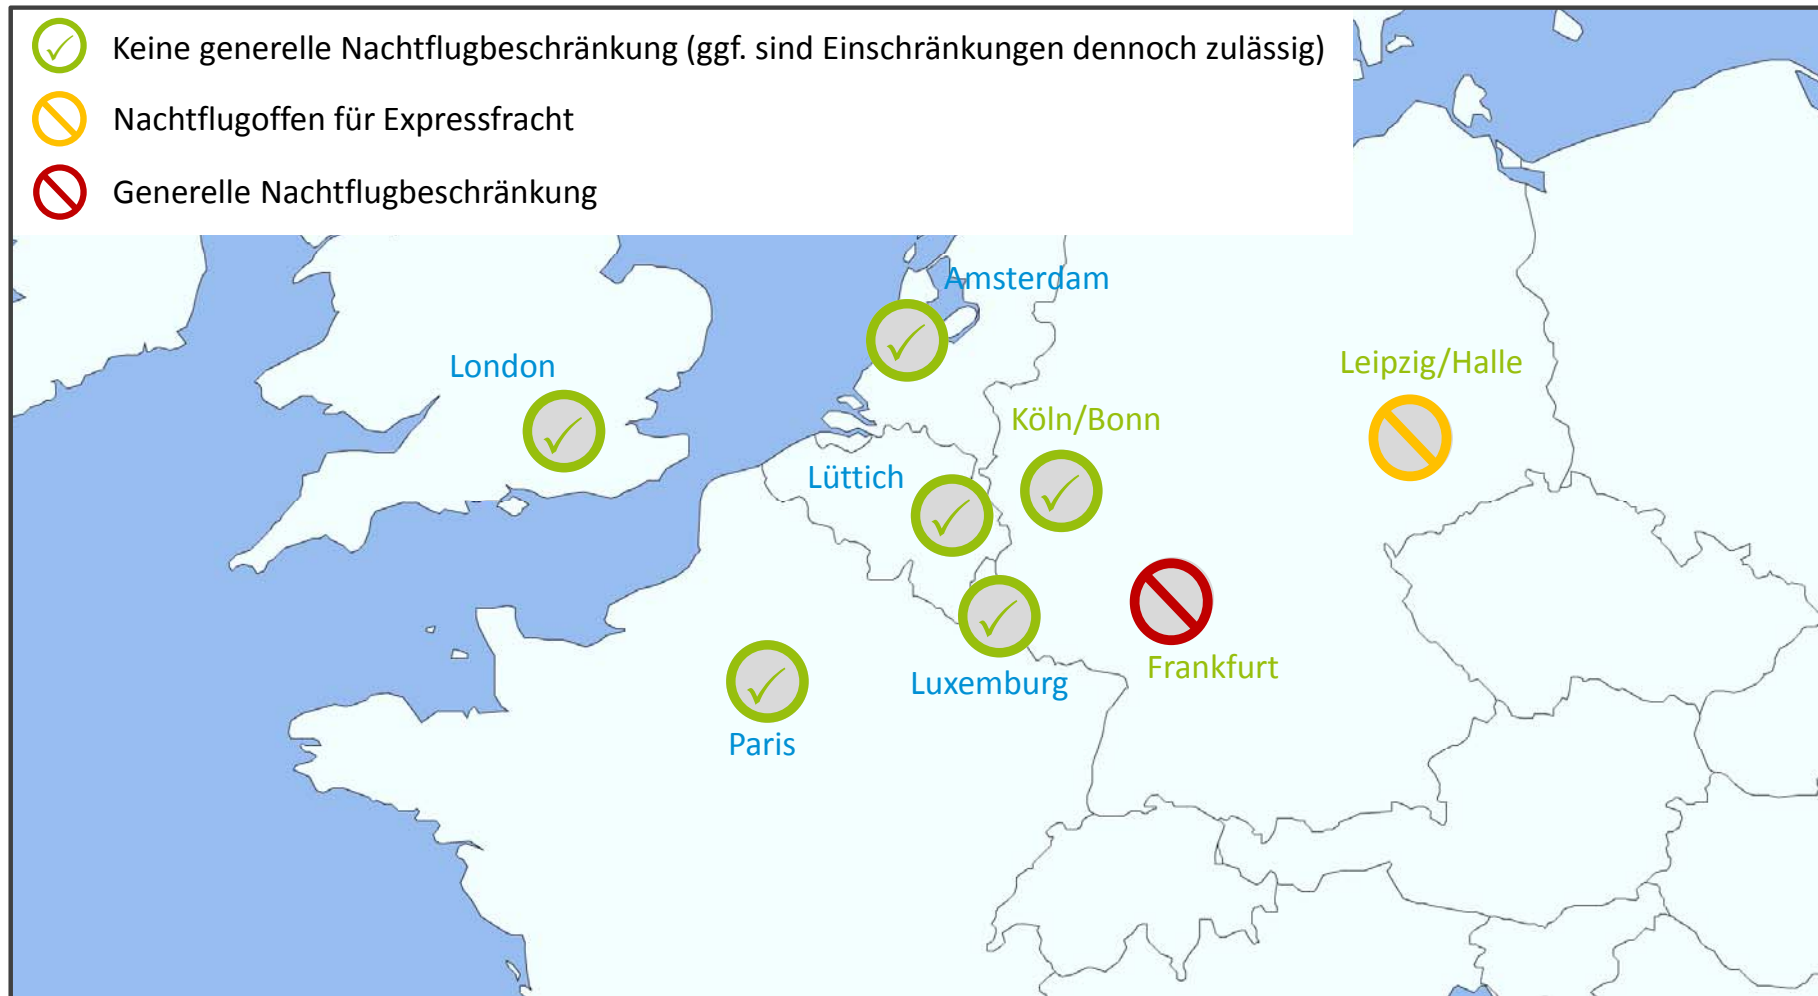 Keine generelle Nachtflugbeschränkung (ggf. sind Einschränkungen dennoch zulässig)
Nachtflugoffen für Expressfracht
Generelle Nachtflugbeschränkung
Amsterdam
London
Leipzig/Halle
Köln/Bonn
Lüttich
Frankfurt
Luxemburg
Paris